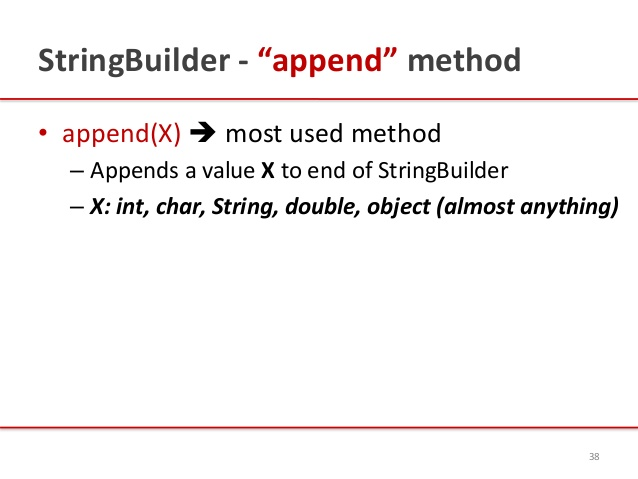 StringBuilder - “append” method
• append(X) ➔ most used method
– Appends a value X to end of StringBuilder
– X: int, char, String, double, object (almost anything)
38